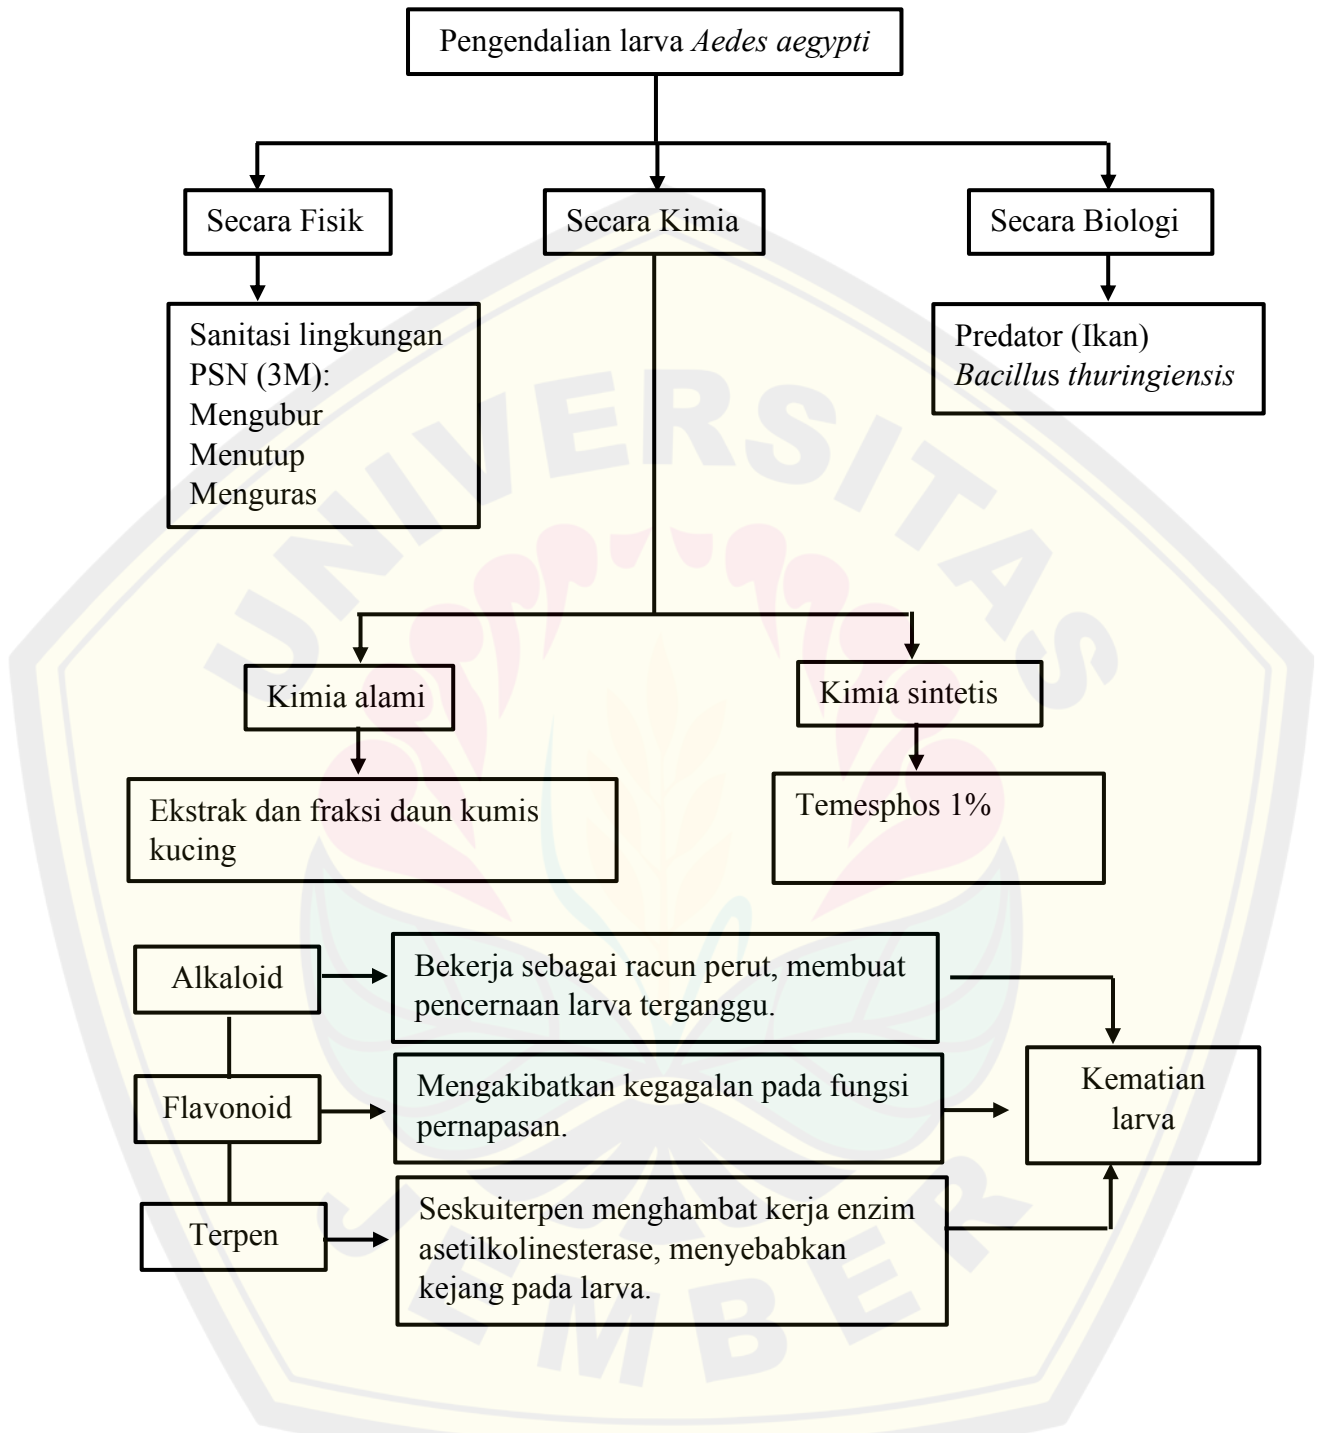 Pengendalian larva Aedes aegypti
Secara Fisik
Secara Kimia
Secara Biologi
Sanitasi lingkungan
PSN (3M):
Mengubur
Menutup
Menguras
Predator (Ikan)
Bacillus thuringiensis
Kimia alami
Kimia sintetis
Ekstrak dan fraksi daun kumis
kucing
Temesphos 1%
Alkaloid
Bekerja sebagai racun perut, membuat
pencernaan larva terganggu.
Flavonoid
Mengakibatkan kegagalan pada fungsi
pernapasan.
Kematian
larva
Terpen
Seskuiterpen menghambat kerja enzim
asetilkolinesterase, menyebabkan
kejang pada larva.
UNIVERSITAS
JEMBER